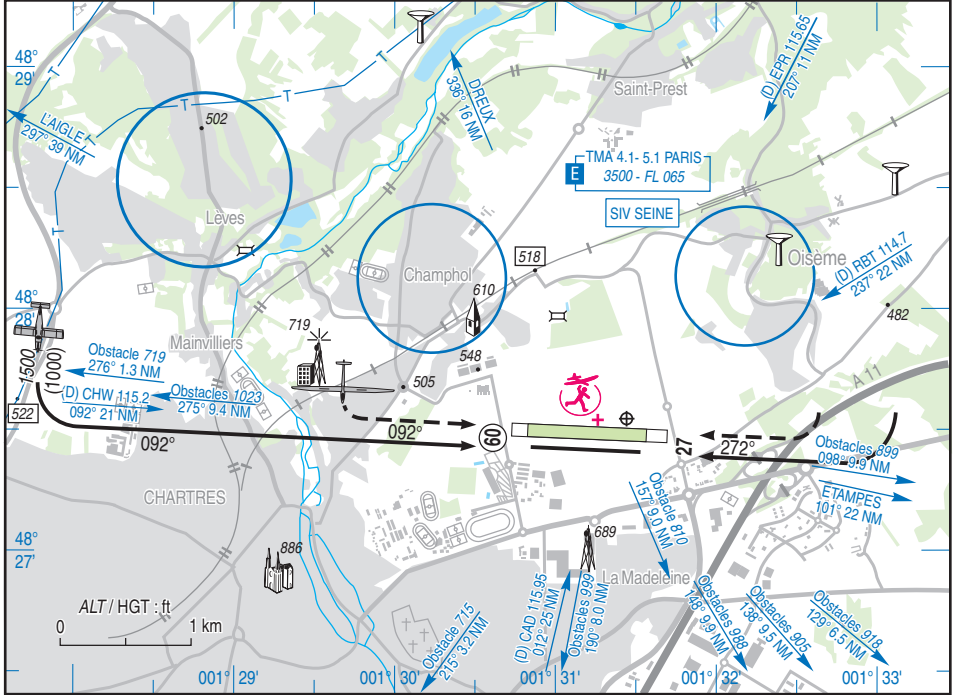 48°
29'
502
L'AIGLE
297° 39 NM
T
T
T
T
DREUX
336° 16 NM
Saint-Prest
(D) EPR 115.65
207° 11 NM
E
TMA 4.1- 5.1 PARIS
3500 - FL 065
SIV SEINE
Lèves
Champhol
610
518
Oisème
(D) RBT 114.7
237° 22 NM
48°
28'
482
Mainvilliers
719
548
505
1500
(1000)
522
Obstacle 719
276° 1.3 NM
(D) CHW 115.2
092° 21 NM
Obstacles 1023
275° 9.4 NM
A 11
092°
092°
09
27
272°
Obstacles 899
098° 9.9 NM
ETAMPES
101° 22 NM
CHARTRES
Obstacle 810
157° 9.0 NM
48°
27'
886
689
La Madeleine
ALT / HGT : ft
0 1 km
Obstacle 715
215° 3.2 NM
(D) CAD 115.95
012° 25 NM
Obstacles 999
190° 8.0 NM
Obstacles 988
148° 9.9 NM
Obstacles 905
138° 9.5 NM
Obstacles 918
129° 6.5 NM
001° 29'
001° 30'
001° 31'
001° 32'
001° 33'